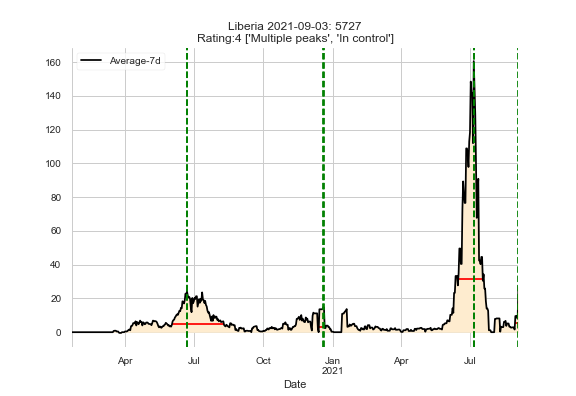 Liberia 2021-09-03: 5727
Rating:4 ['Multiple peaks', 'In control']
Average-7d
160
140
120
100
80
60
40
20
0
Apr
Jul
Oct
Jan
2021
Apr
Jul
Date